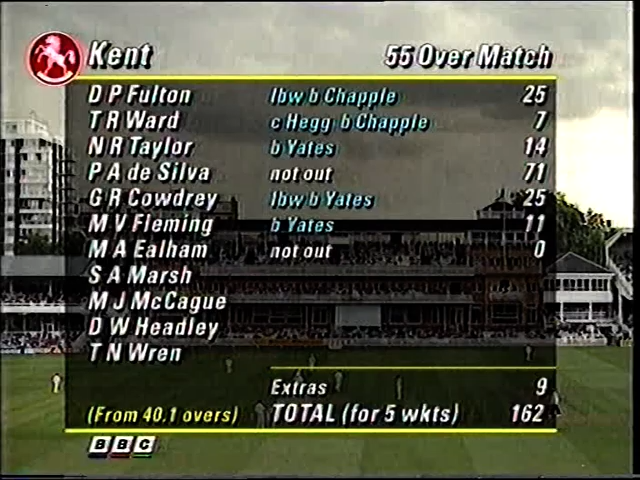 Kent 55 Over Match
D P Fulton lbw b Chapple 25
T R Ward c Hegg b Chapple 7
N R Taylor b Yates 14
P A de Silva not out 71
G R Cowdrey lbw b Yates 25
M V Fleming b Yates 11
M A Ealham not out 0
S A Marsh
M J McCague
D W Headley
T N Wren
Extras 9
(From 40.1 overs) TOTAL (for 5 wkts) 162
BBC